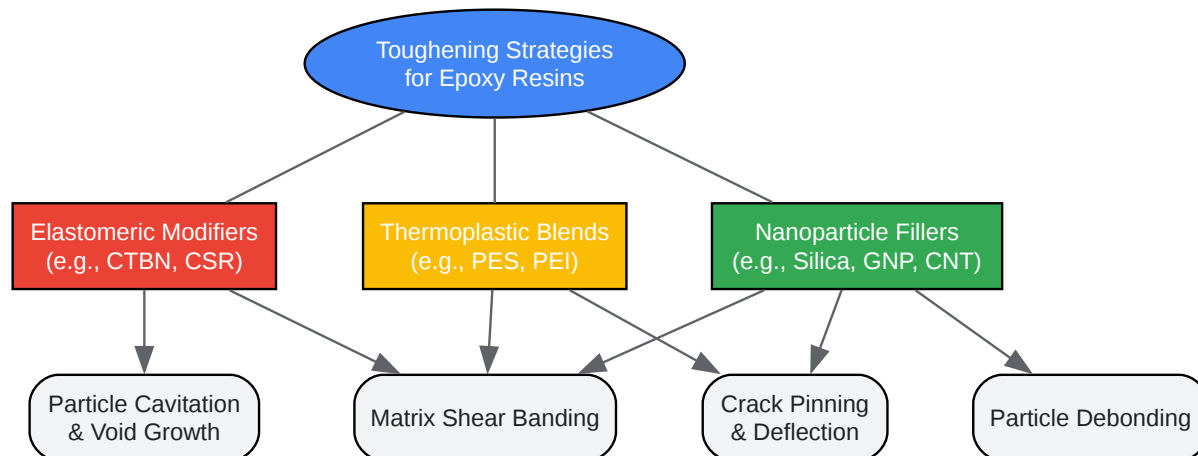 Toughening Strategies
for Epoxy Resins
Elastomeric Modifiers
(e.g., CTBN, CSR)
Thermoplastic Blends
(e.g., PES, PEI)
Nanoparticle Fillers
(e.g., Silica, GNP, CNT)
Particle Cavitation
& Void Growth
Matrix Shear Banding
Crack Pinning
& Deflection
Particle Debonding